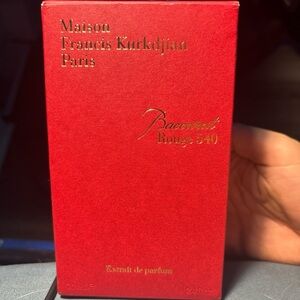 Maison
Francis Kurkdjian
Paris
Baccarat
Rouge 540
Extrait de parfum